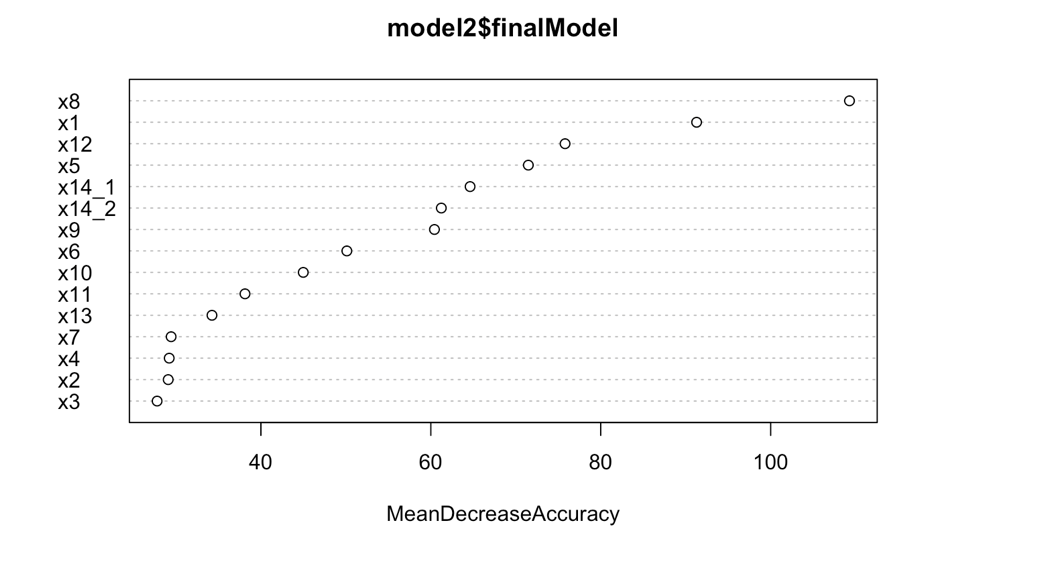 model2$finalModel
x8
x1
x12
x5
x14_1
x14_2
x9
x6
x10
x11
x13
x7
x4
x2
x3
40 60 80 100
MeanDecreaseAccuracy